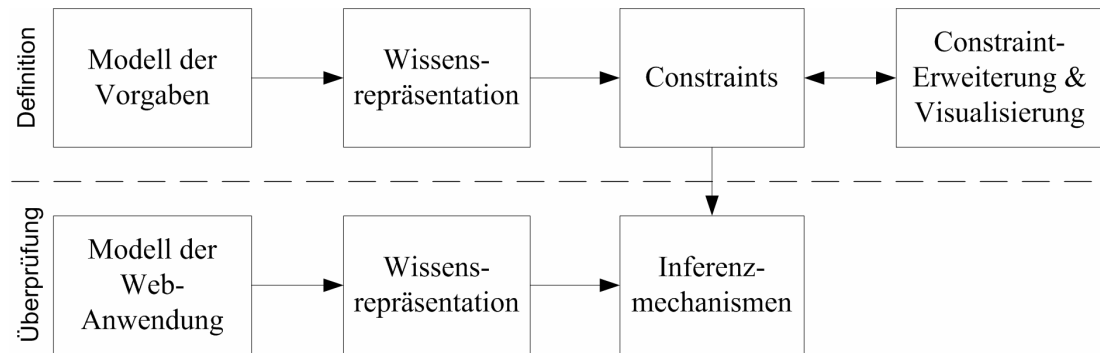 Definition
Modell der
Vorgaben
Wissens-
repräsentation
Constraints
Constraint-
Erweiterung &
Visualisierung
Überprüfung
Modell der
Web-
Anwendung
Wissens-
repräsentation
Inferenz-
mechanismen